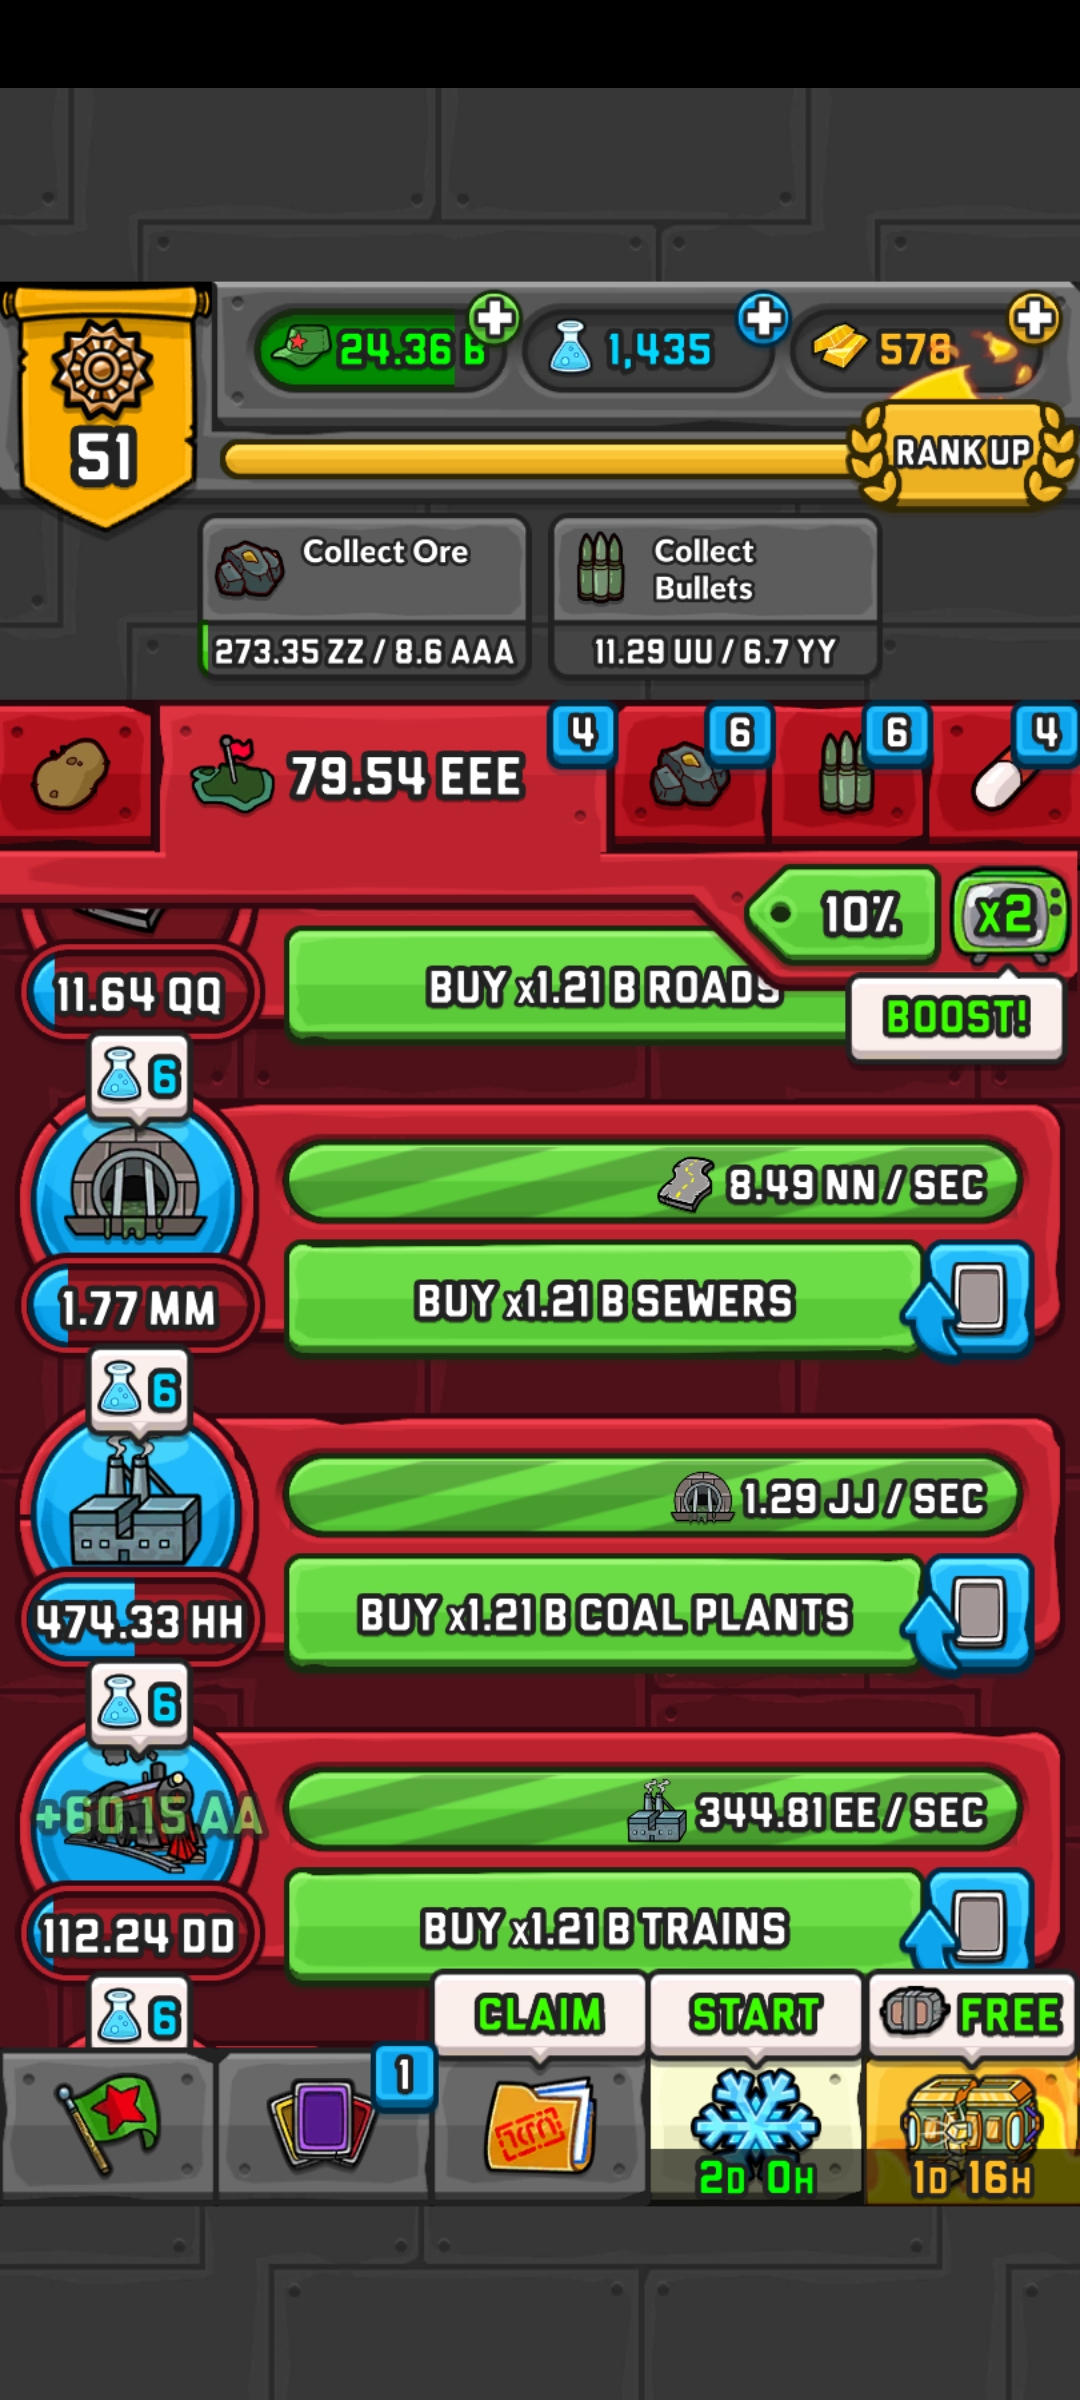 24.36 B
1,435
578
51
RANK UP
Collect Ore
273.35 ZZ / 8.6 AAA
Collect
Bullets
11.29 UU / 6.7 YY
79.54 EEE
4
6
6
4
10%
x2
BOOST!
11.64 QQ
BUY x1.21 B ROADS
6
8.49 NN / SEC
1.77 MM
BUY x1.21 B SEWERS
6
1.29 JJ / SEC
474.33 HH
BUY x1.21 B COAL PLANTS
6
+60.15 AA
344.81 EE / SEC
112.24 DD
BUY x1.21 B TRAINS
6
CLAIM
START
FREE
1
2D 0H
1D 16H